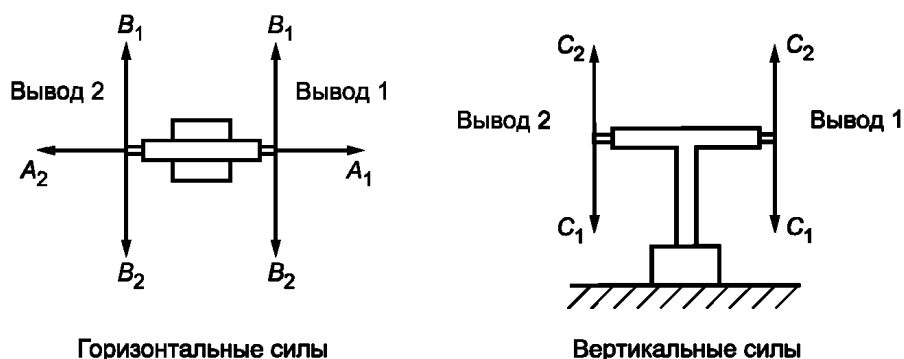 B1
B1
Вывод 2
Вывод 1
A2
A1
B2
B2
Горизонтальные силы
C2
C2
Вывод 2
Вывод 1
C1
C1
Вертикальные силы